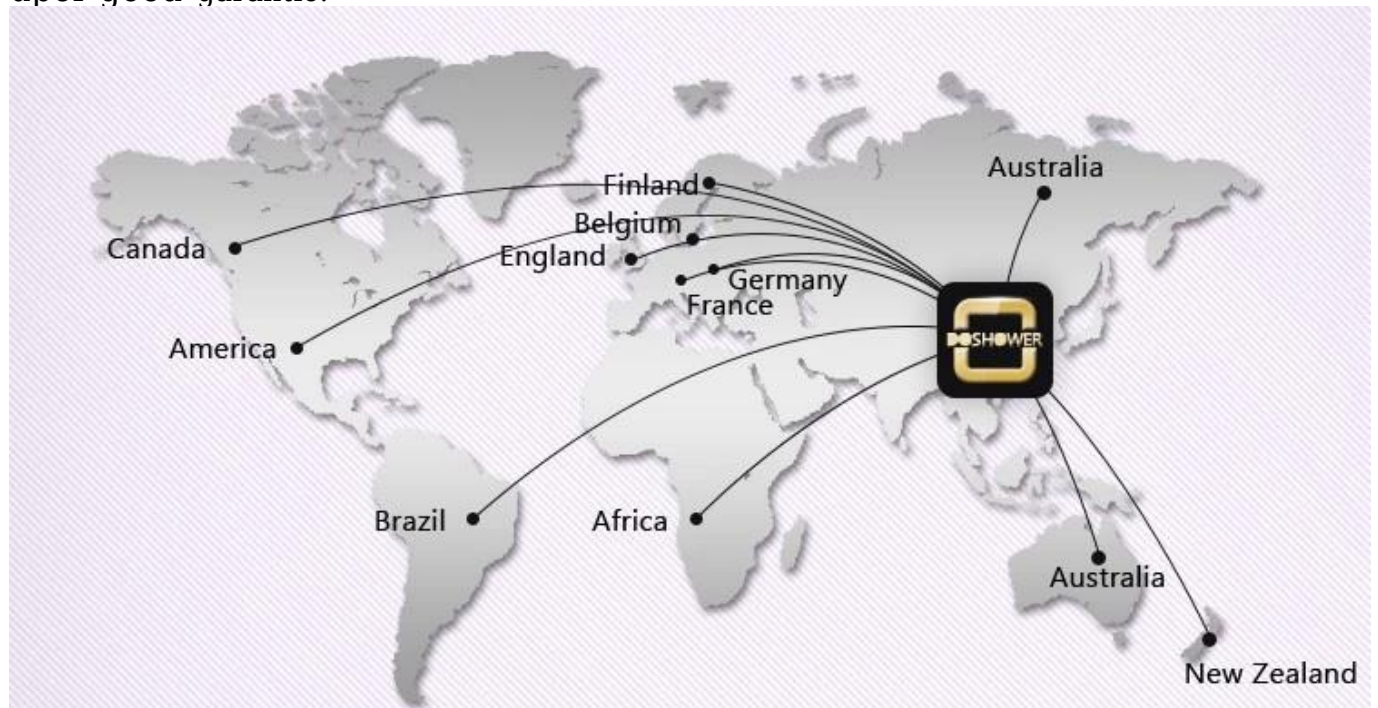 Australia
Finland
Belgium
Canada
England
Germany
France
DOSHOWER
America
Brazil
Africa
Australia
New Zealand